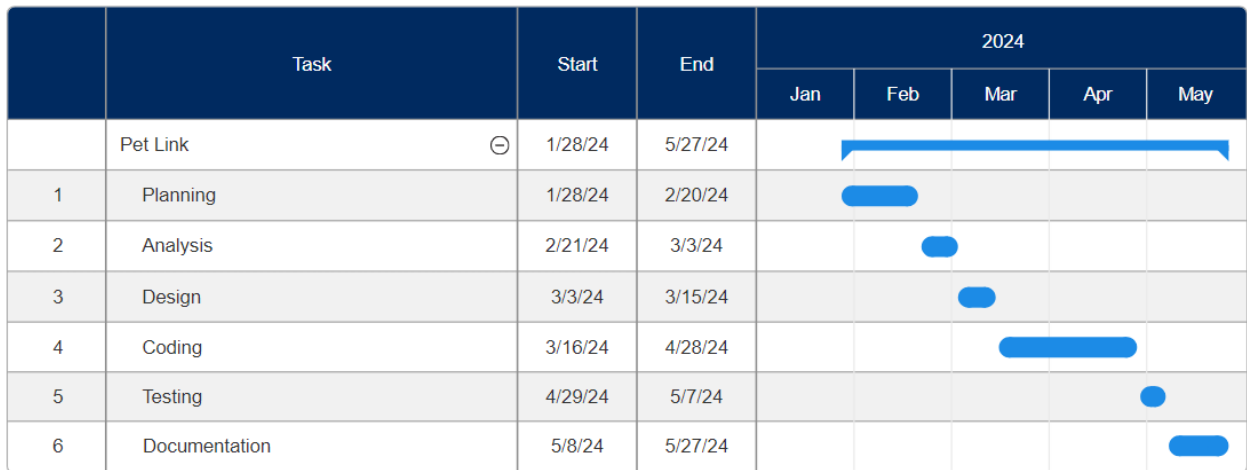 Task Start End 2024
Jan Feb Mar Apr May
Pet Link 1/28/24 5/27/24
1 Planning 1/28/24 2/20/24
2 Analysis 2/21/24 3/3/24
3 Design 3/3/24 3/15/24
4 Coding 3/16/24 4/28/24
5 Testing 4/29/24 5/7/24
6 Documentation 5/8/24 5/27/24